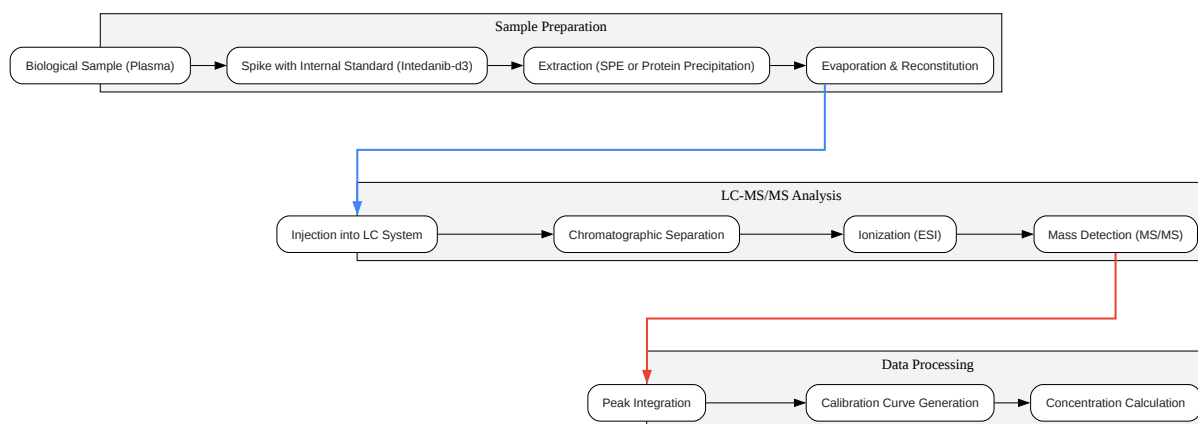 Sample Preparation
Biological Sample (Plasma)
Spike with Internal Standard (Intedanib-d3)
Extraction (SPE or Protein Precipitation)
Evaporation & Reconstitution
LC-MS/MS Analysis
Injection into LC System
Chromatographic Separation
Ionization (ESI)
Mass Detection (MS/MS)
Data Processing
Peak Integration
Calibration Curve Generation
Concentration Calculation